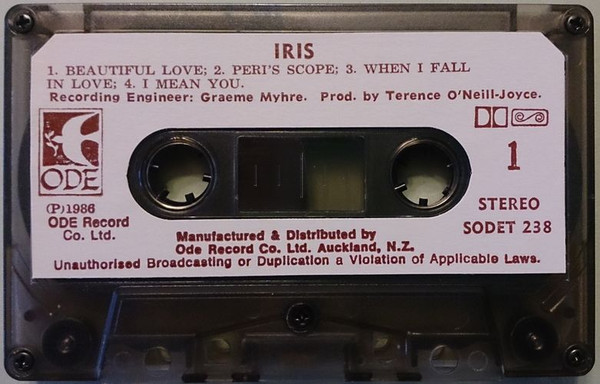 IRIS
1. BEAUTIFUL LOVE; 2. PERI'S SCOPE; 3. WHEN I FALL
IN LOVE; 4. I MEAN YOU.
Recording Engineer: Graeme Myhre. Prod. by Terence O'Neill-Joyce.
ODE
1
(P)1986
ODE Record
Co. Ltd.
STEREO
SODET 238
Manufactured & Distributed by
Ode Record Co. Ltd. Auckland, N.Z.
Unauthorised Broadcasting or Duplication a Violation of Applicable Laws.